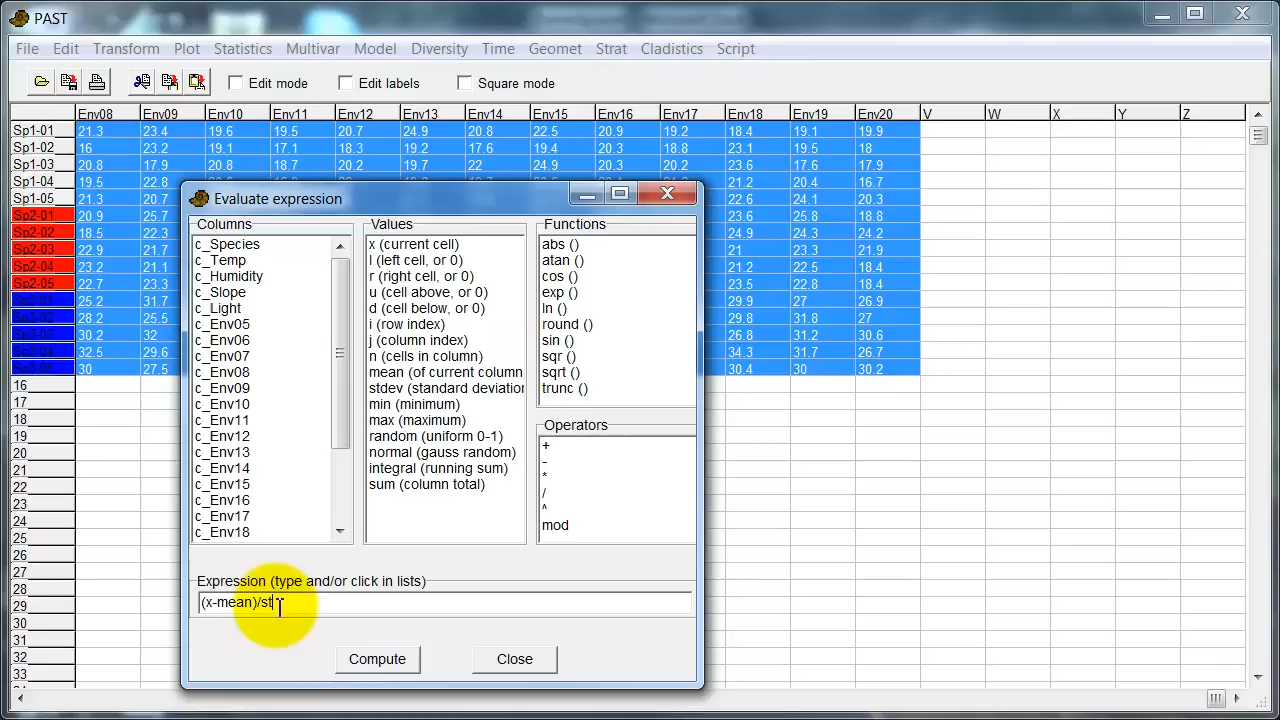 PAST
File Edit Transform Plot Statistics Multivar Model Diversity Time Geomet Strat Cladistics Script
Edit mode Edit labels Square mode
Env08 Env09 Env10 Env11 Env12 Env13 Env14 Env15 Env16 Env17 Env18 Env19 Env20 V W X Y Z
Sp1-01 21.3 23.4 19.6 19.5 20.7 24.9 20.8 22.5 20.9 19.2 18.4 19.1 19.9
Sp1-02 16 23.2 19.1 17.1 18.3 19.2 17.6 19.4 20.3 18.8 23.1 19.5 18
Sp1-03 20.8 17.9 20.8 18.7 20.2 19.7 22 24.9 20.3 20.2 23.6 17.6 17.9
Sp1-04 19.5 22.8 21.2 20.4 16.7
Sp1-05 21.3 20.7 22.6 24.1 20.3
Sp2-01 20.9 25.7 23.6 25.8 18.8
Sp2-02 18.5 22.3 24.9 24.3 24.2
Sp2-03 22.9 21.7 21 23.3 21.9
Sp2-04 23.2 21.1 21.2 22.5 18.4
Sp2-05 22.7 23.3 23.5 22.8 18.4
Sp3-01 25.2 31.7 29.9 27 26.9
Sp3-02 28.2 25.5 29.8 31.8 27
30.2 32 26.8 31.2 30.6
32.5 29.6 34.3 31.7 26.7
30 27.5 30.4 30 30.2
16
17
18
19
20
21
22
23
24
25
26
27
28
29
30
31
32
33
Evaluate expression
Columns
c_Species
c_Temp
c_Humidity
c_Slope
c_Light
c_Env05
c_Env06
c_Env07
c_Env08
c_Env09
c_Env10
c_Env11
c_Env12
c_Env13
c_Env14
c_Env15
c_Env16
c_Env17
c_Env18
Values
x (current cell)
l (left cell, or 0)
r (right cell, or 0)
u (cell above, or 0)
d (cell below, or 0)
i (row index)
j (column index)
n (cells in column)
mean (of current column
stdev (standard deviation
min (minimum)
max (maximum)
random (uniform 0-1)
normal (gauss random)
integral (running sum)
sum (column total)
Functions
abs ()
atan ()
cos ()
exp ()
ln ()
round ()
sin ()
sqr ()
sqrt ()
trunc ()
Operators
+
-
*
/
^
mod
Expression (type and/or click in lists)
(x-mean)/st
Compute Close